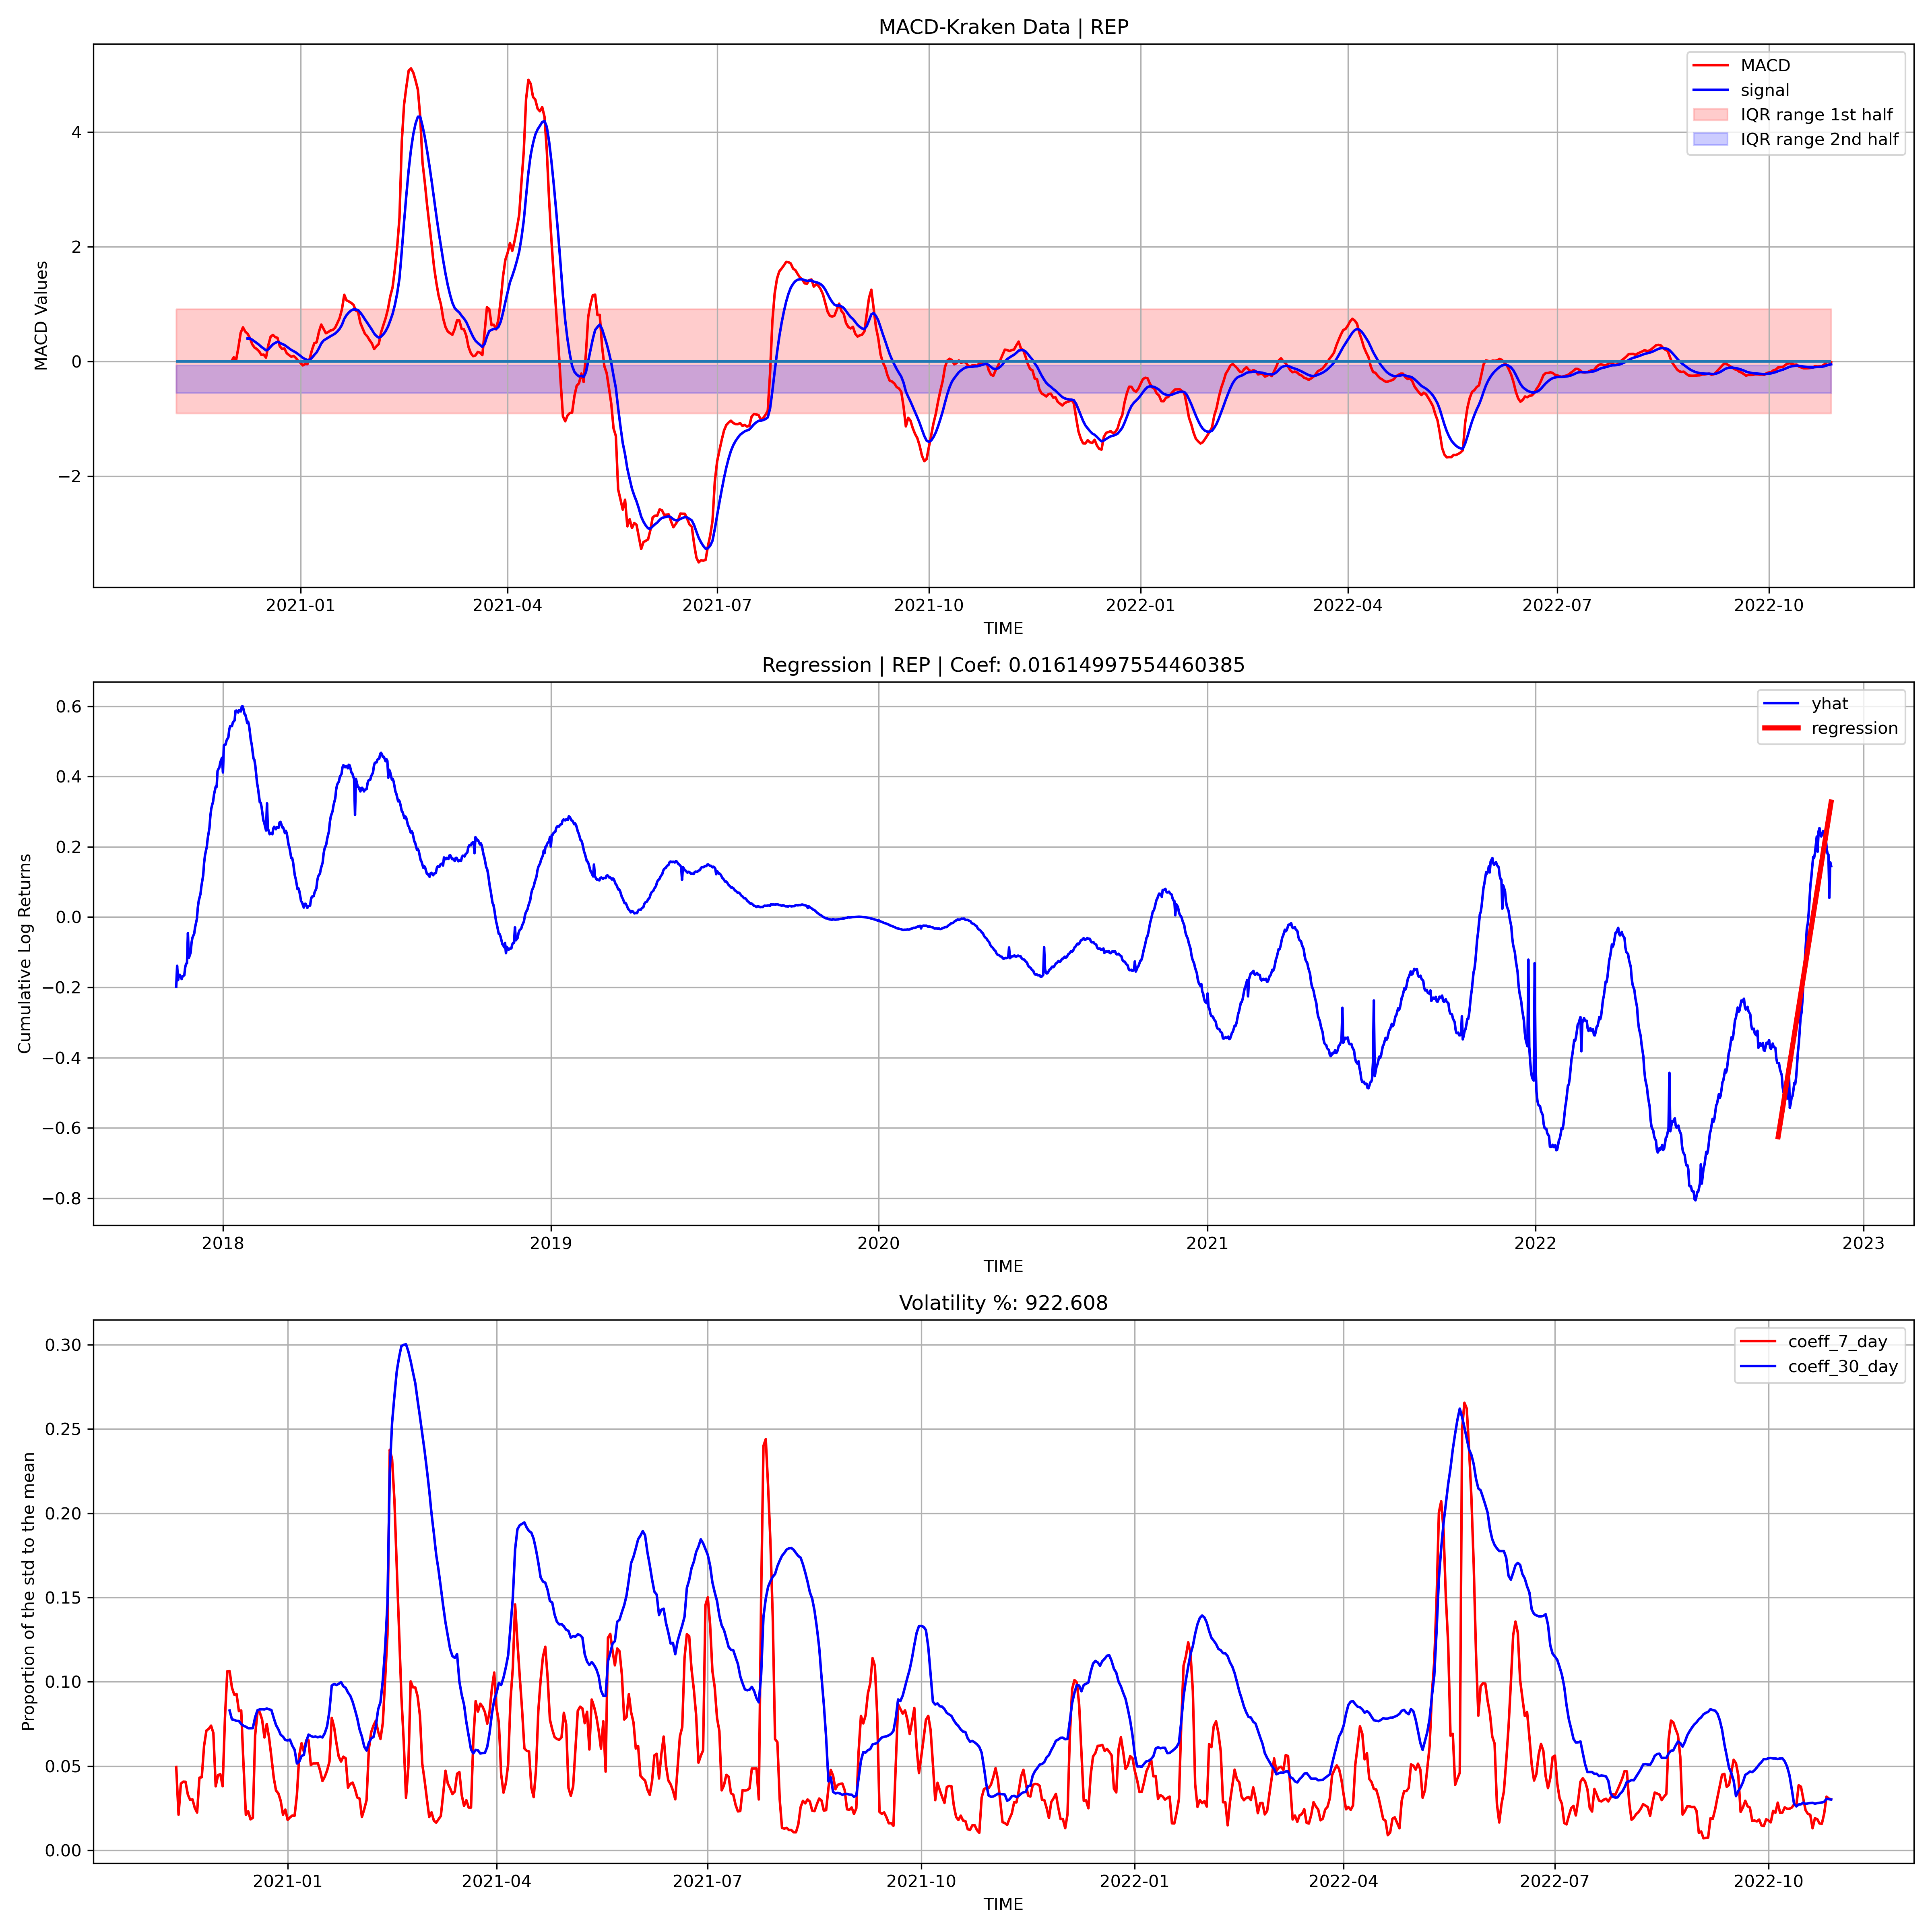 MACD-Kraken Data | REP
MACD Values
4
2
0
−2
MACD
signal
IQR range 1st half
IQR range 2nd half
2021-01 2021-04 2021-07 2021-10 2022-01 2022-04 2022-07 2022-10
TIME
Regression | REP | Coef: 0.01614997554460385
Cumulative Log Returns
0.6
0.4
0.2
0.0
−0.2
−0.4
−0.6
−0.8
yhat
regression
2018 2019 2020 2021 2022 2023
TIME
Volatility %: 922.608
Proportion of the std to the mean
0.30
0.25
0.20
0.15
0.10
0.05
0.00
coeff_7_day
coeff_30_day
2021-01 2021-04 2021-07 2021-10 2022-01 2022-04 2022-07 2022-10
TIME